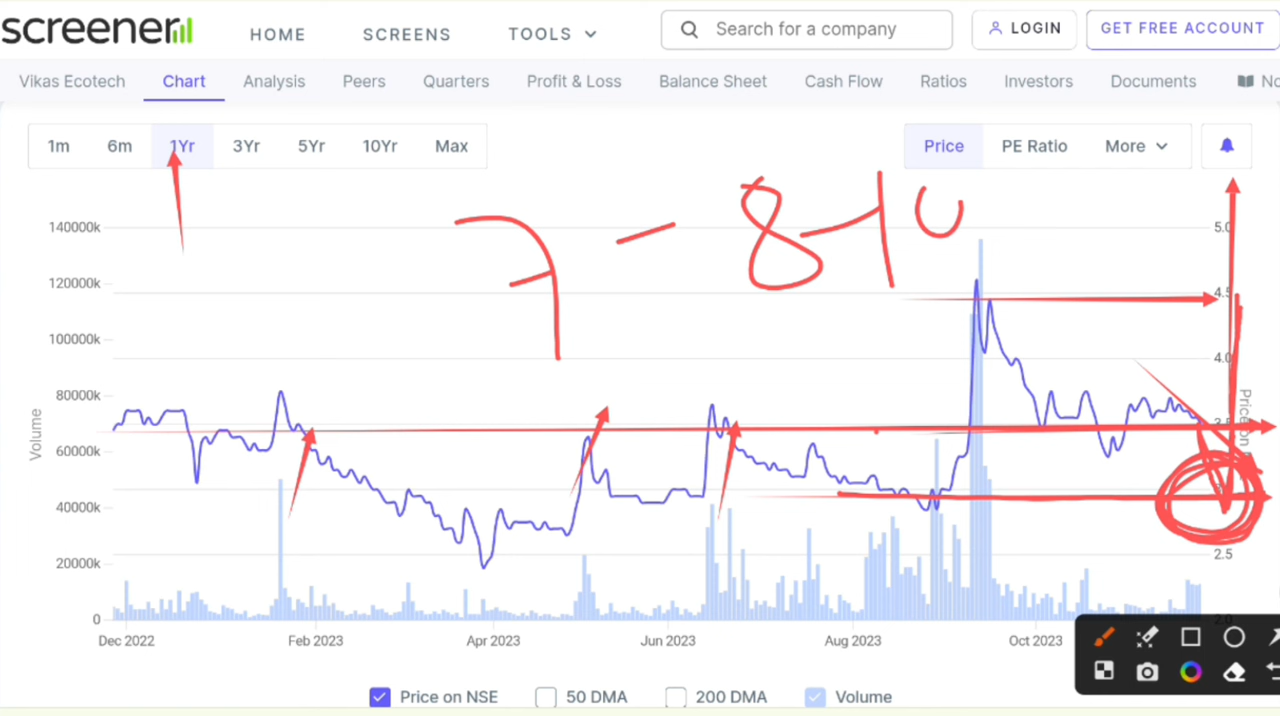 screener
HOME SCREENS TOOLS
Search for a company
LOGIN
GET FREE ACCOUNT
Vikas Ecotech Chart Analysis Peers Quarters Profit & Loss Balance Sheet Cash Flow Ratios Investors Documents No
1m 6m 1Yr 3Yr 5Yr 10Yr Max
Price PE Ratio More
7 - 8-10
140000k 5.0
120000k 4.5
100000k 4.0
80000k
60000k
40000k
20000k 2.5
0 2.0
Volume
Price on
Dec 2022 Feb 2023 Apr 2023 Jun 2023 Aug 2023 Oct 2023
Price on NSE 50 DMA 200 DMA Volume